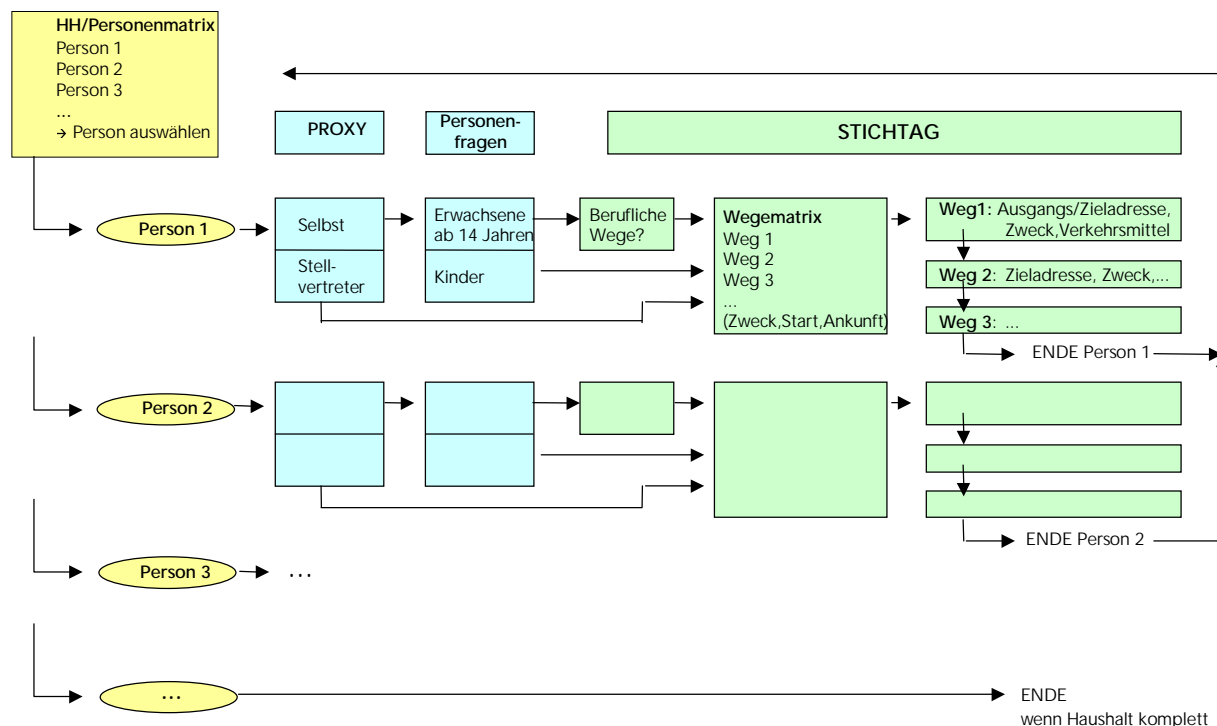 HH/Personenmatrix
Person 1
Person 2
Person 3
...
→ Person auswählen
PROXY
Personen-
fragen
STICHTAG
Person 1
Selbst
Stell-
vertreter
Erwachsene
ab 14 Jahren
Kinder
Berufliche
Wege?
Wegematrix
Weg 1
Weg 2
Weg 3
...
(Zweck,Start,Ankunft)
Weg1: Ausgangs/Zieladresse,
Zweck,Verkehrsmittel
Weg 2: Zieladresse, Zweck,...
Weg 3: ...
ENDE Person 1
Person 2
ENDE Person 2
Person 3
...
...
ENDE
wenn Haushalt komplett